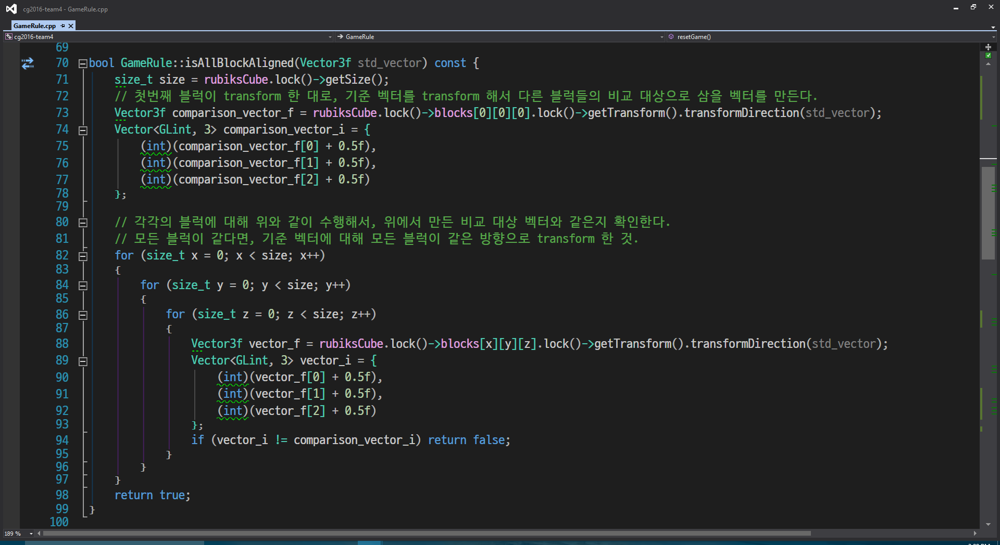 cg2016-team4 - GameRule.cpp
GameRule.cpp
cg2016-team4 GameRule resetGame()
69
70 bool GameRule::isAllBlockAligned(Vector3f std_vector) const {
71 size_t size = rubiksCube.lock()->getSize();
72 // 첫번째 블럭이 transform 한 대로, 기준 벡터를 transform 해서 다른 블럭들의 비교 대상으로 삼을 벡터를 만든다.
73 Vector3f comparison_vector_f = rubiksCube.lock()->blocks[0][0][0].lock()->getTransform().transformDirection(std_vector);
74 Vector<GLint, 3> comparison_vector_i = {
75 (int)(comparison_vector_f[0] + 0.5f),
76 (int)(comparison_vector_f[1] + 0.5f),
77 (int)(comparison_vector_f[2] + 0.5f)
78 };
79
80 // 각각의 블럭에 대해 위와 같이 수행해서, 위에서 만든 비교 대상 벡터와 같은지 확인한다.
81 // 모든 블럭이 같다면, 기준 벡터에 대해 모든 블럭이 같은 방향으로 transform 한 것.
82 for (size_t x = 0; x < size; x++)
83 {
84 for (size_t y = 0; y < size; y++)
85 {
86 for (size_t z = 0; z < size; z++)
87 {
88 Vector3f vector_f = rubiksCube.lock()->blocks[x][y][z].lock()->getTransform().transformDirection(std_vector);
89 Vector<GLint, 3> vector_i = {
90 (int)(vector_f[0] + 0.5f),
91 (int)(vector_f[1] + 0.5f),
92 (int)(vector_f[2] + 0.5f)
93 };
94 if (vector_i != comparison_vector_i) return false;
95 }
96 }
97 }
98 return true;
99 }
100
189 %